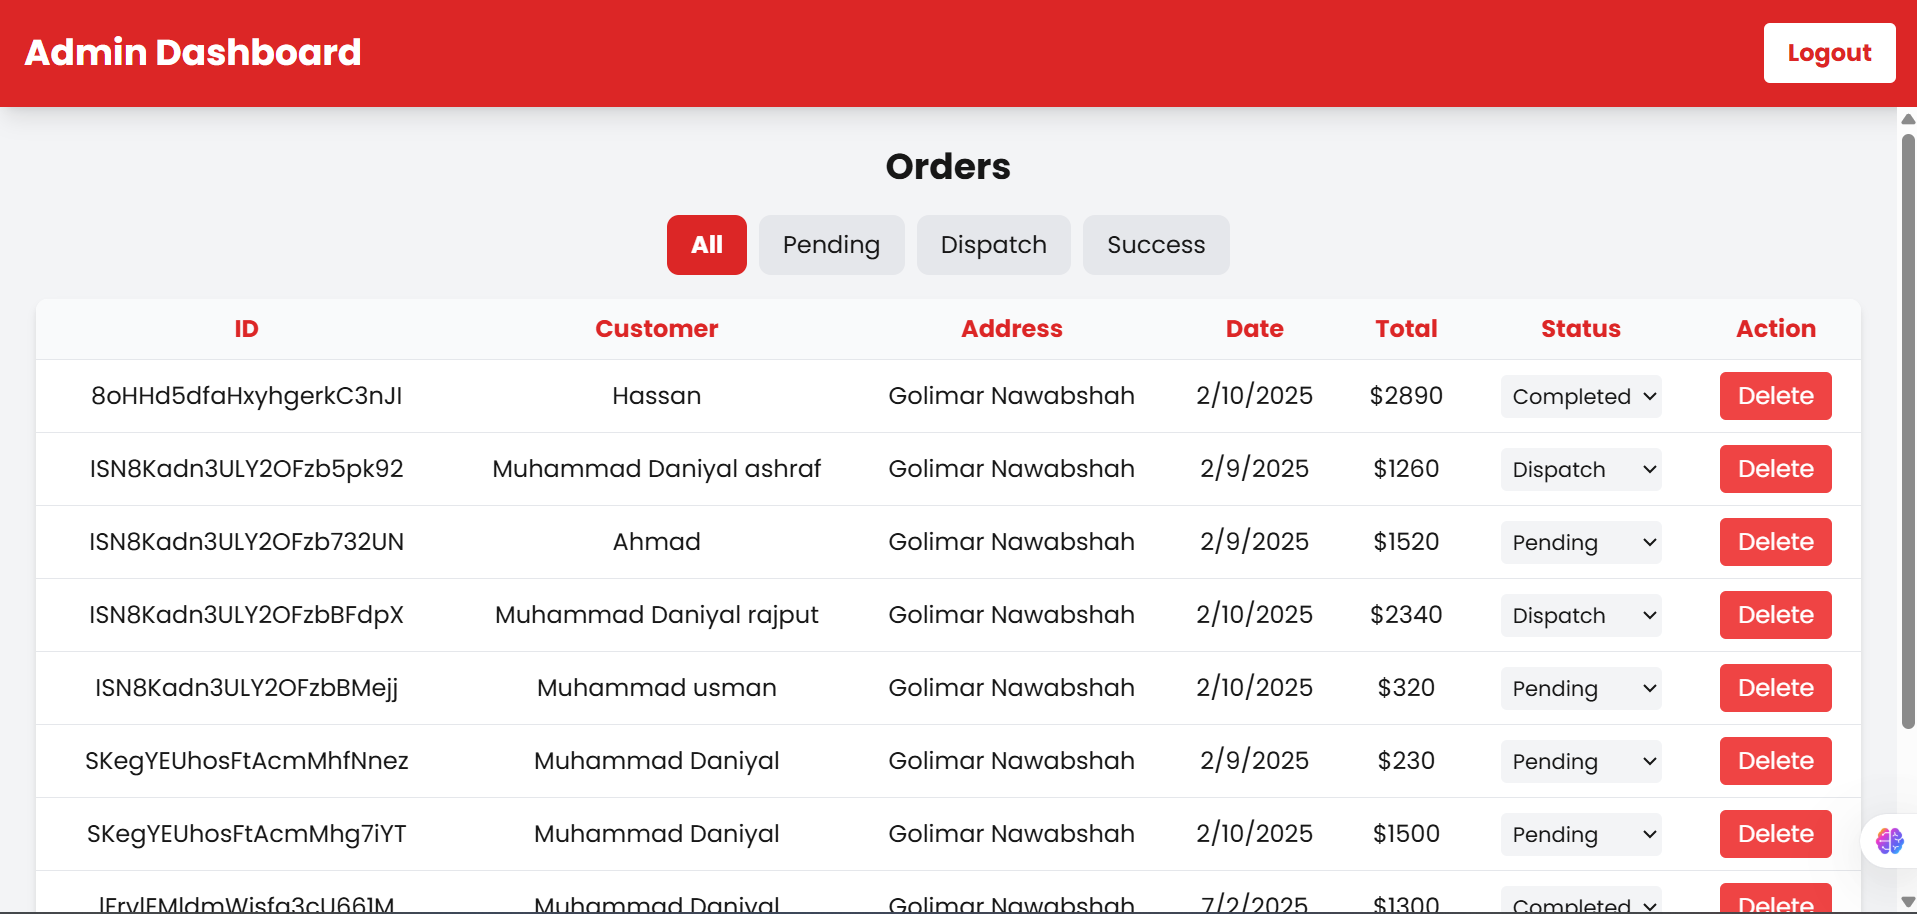 Admin Dashboard
Logout
Orders
All Pending Dispatch Success
ID Customer Address Date Total Status Action
8oHHd5dfaHxyhgerkC3nJI Hassan Golimar Nawabshah 2/10/2025 $2890 Completed Delete
ISN8Kadn3ULY2OFzb5pk92 Muhammad Daniyal ashraf Golimar Nawabshah 2/9/2025 $1260 Dispatch Delete
ISN8Kadn3ULY2OFzb732UN Ahmad Golimar Nawabshah 2/9/2025 $1520 Pending Delete
ISN8Kadn3ULY2OFzbBFdpX Muhammad Daniyal rajput Golimar Nawabshah 2/10/2025 $2340 Dispatch Delete
ISN8Kadn3ULY2OFzbBMejj Muhammad usman Golimar Nawabshah 2/10/2025 $320 Pending Delete
SKegYEUhosFtAcmMhfNnez Muhammad Daniyal Golimar Nawabshah 2/9/2025 $230 Pending Delete
SKegYEUhosFtAcmMhg7iYT Muhammad Daniyal Golimar Nawabshah 2/10/2025 $1500 Pending Delete
Muhammad Daniyal Golimar Nawabshah 7/2/2025 $1300 Completed Delete